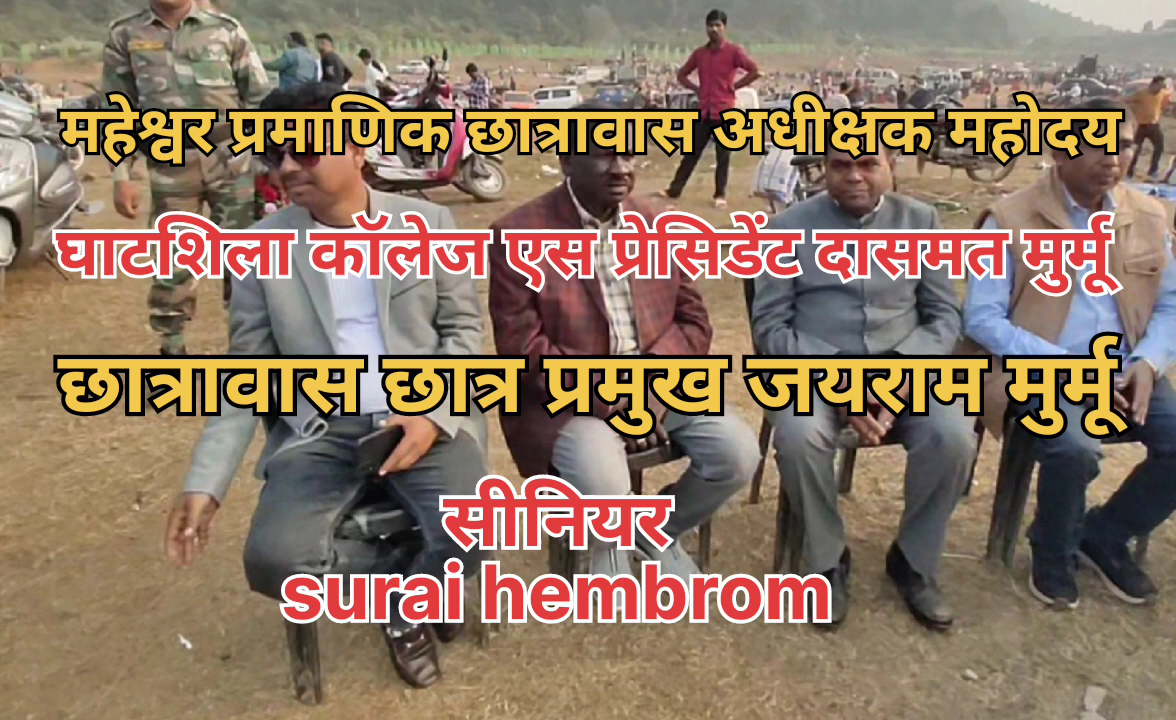 महेश्वर प्रमाणिक छात्रावास अधीक्षक महोदय
घाटशिला कॉलेज एस प्रेसिडेंट दासमत मुर्मू
छात्रावास छात्र प्रमुख जयराम मुर्मू
सीनियर
surai hembrom